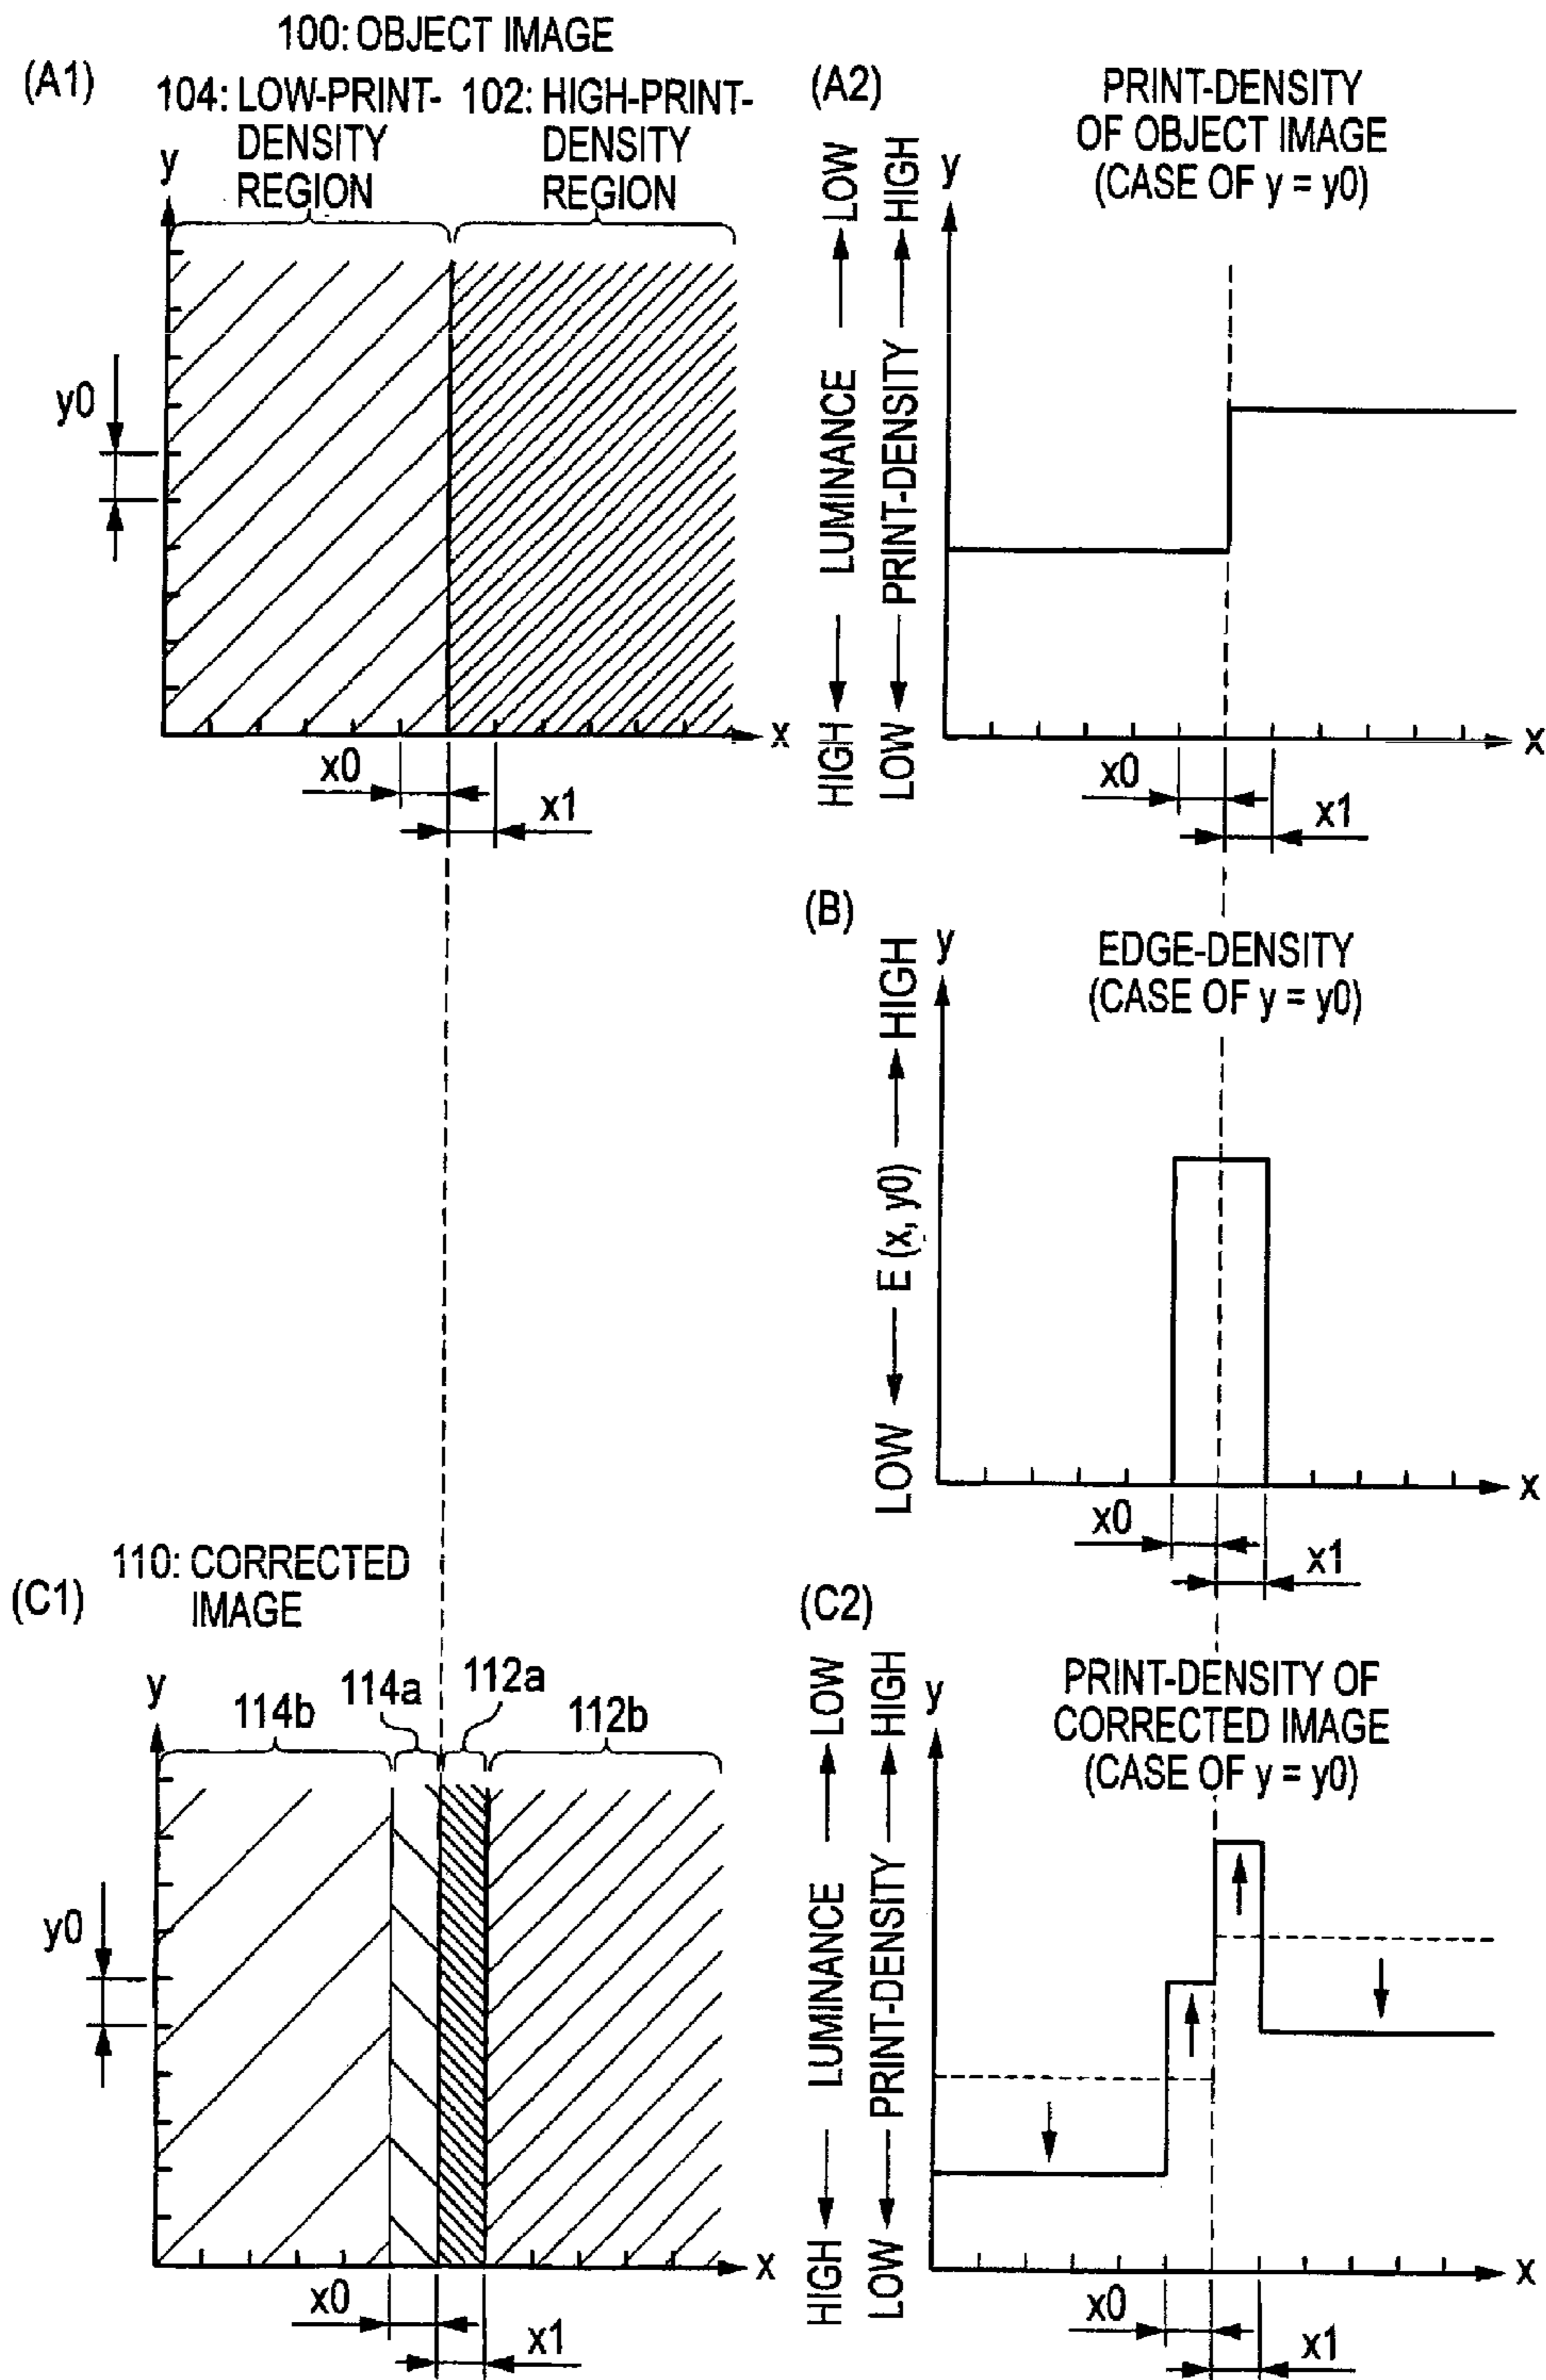 100: OBJECT IMAGE
(A1)
104: LOW-PRINT-
DENSITY
REGION
102: HIGH-PRINT-
DENSITY
REGION
y
y0
x
x0
x1
(A2)
PRINT-DENSITY
OF OBJECT IMAGE
(CASE OF y = y0)
HIGH LUMINANCE LOW
LOW PRINT-DENSITY HIGH
y
x
x0
x1
(B)
EDGE-DENSITY
(CASE OF y = y0)
LOW E (x, y0) HIGH
y
x
x0
x1
(C1)
110: CORRECTED
IMAGE
114b
114a
112a
112b
y
y0
x
x0
x1
(C2)
PRINT-DENSITY OF
CORRECTED IMAGE
(CASE OF y = y0)
HIGH LUMINANCE LOW
LOW PRINT-DENSITY HIGH
y
x
x0
x1